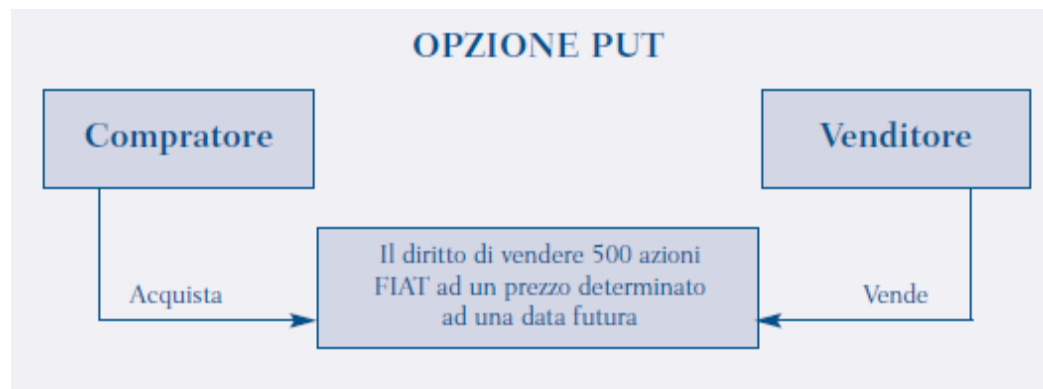 OPZIONE PUT
Compratore
Venditore
Il diritto di vendere 500 azioni
FIAT ad un prezzo determinato
ad una data futura
Acquista
Vende